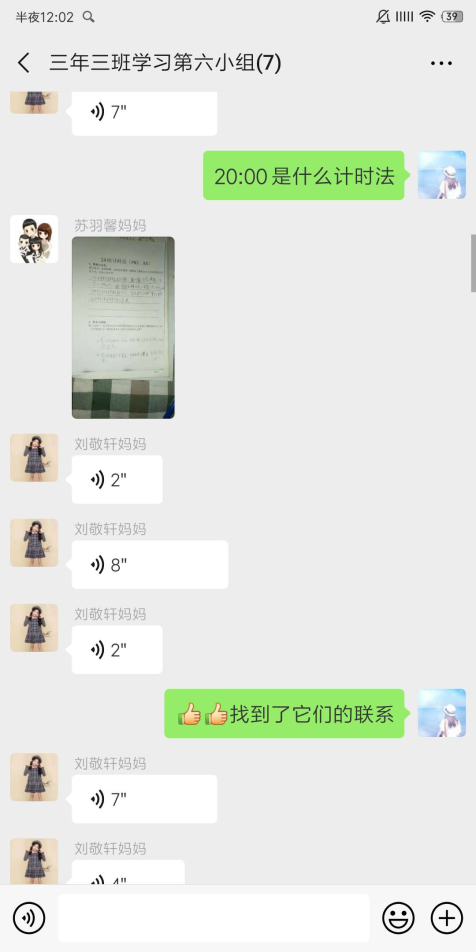 半夜12:02
39
三年三班学习第六小组(7)
7"
20:00是什么计时法
苏羽馨妈妈
刘敬轩妈妈
2"
刘敬轩妈妈
8"
刘敬轩妈妈
2"
👍👍找到了它们的联系
刘敬轩妈妈
7"
刘敬轩妈妈
4"